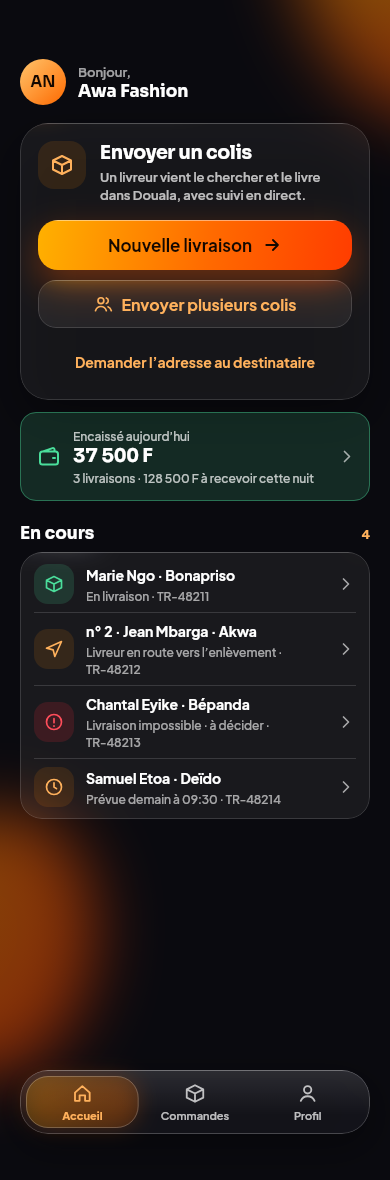 AN
Bonjour,
Awa Fashion
Envoyer un colis
Un livreur vient le chercher et le livre
dans Douala, avec suivi en direct.
Nouvelle livraison →
Envoyer plusieurs colis
Demander l’adresse au destinataire
Encaissé aujourd’hui
37 500 F
3 livraisons · 128 500 F à recevoir cette nuit
En cours
4
Marie Ngo · Bonapriso
En livraison · TR-48211
n° 2 · Jean Mbarga · Akwa
Livreur en route vers l’enlèvement ·
TR-48212
Chantal Eyike · Bépanda
Livraison impossible · à décider ·
TR-48213
Samuel Etoa · Deïdo
Prévue demain à 09:30 · TR-48214
Accueil
Commandes
Profil